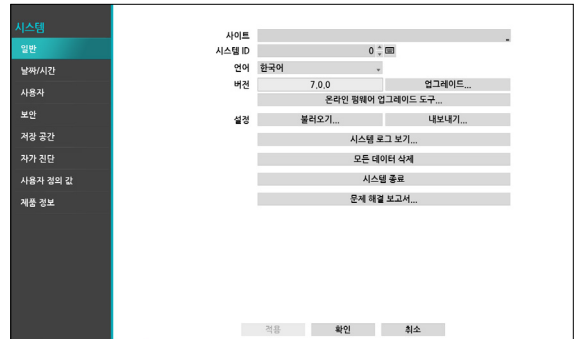 시스템
일반
날짜/시간
사용자
보안
저장 공간
자가 진단
사용자 정의 값
제품 정보
사이트
시스템 ID 0
언어 한국어
버전 7,0,0 업그레이드...
온라인 펌웨어 업그레이드 도구...
설정 불러오기... 내보내기...
시스템 로그 보기...
모든 데이터 삭제
시스템 종료
문제 해결 보고서...
적용 확인 취소